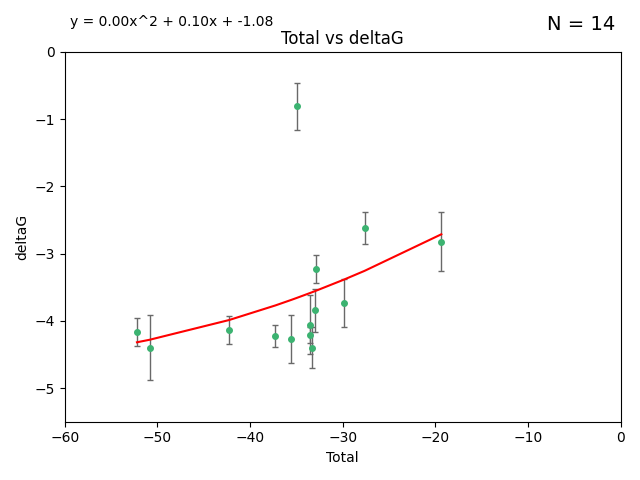 y = 0.00x^2 + 0.10x + -1.08
N = 14
Total vs deltaG
0
−1
−2
−3
−4
−5
deltaG
−60 −50 −40 −30 −20 −10 0
Total